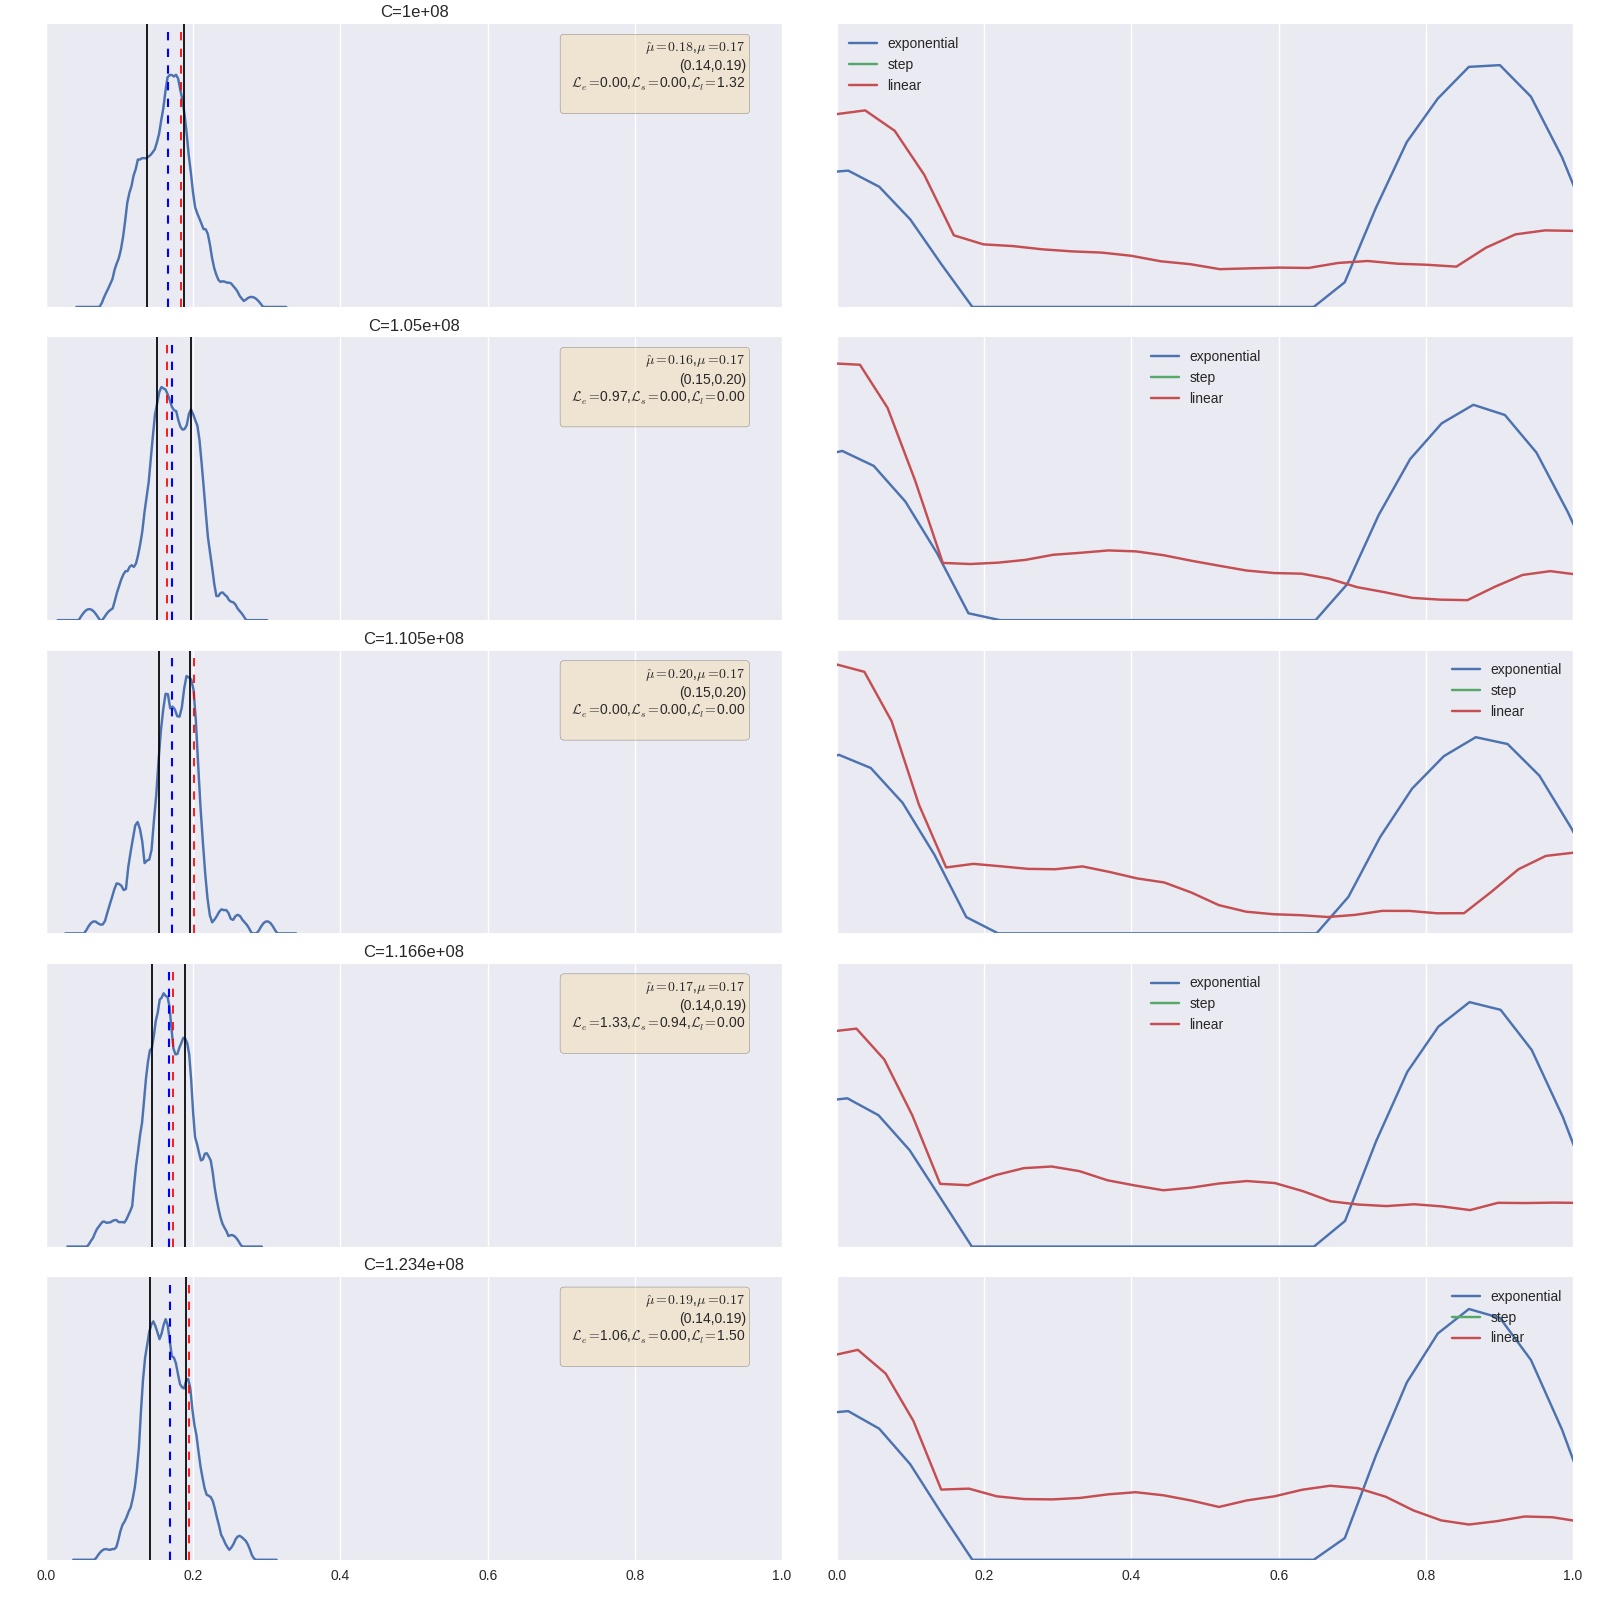 C=1e+08
μ̂=0.18,μ=0.17
(0.14,0.19)
ℒₑ=0.00,ℒₛ=0.00,ℒₗ=1.32
exponential
step
linear
C=1.05e+08
μ̂=0.16,μ=0.17
(0.15,0.20)
ℒₑ=0.97,ℒₛ=0.00,ℒₗ=0.00
exponential
step
linear
C=1.105e+08
μ̂=0.20,μ=0.17
(0.15,0.20)
ℒₑ=0.00,ℒₛ=0.00,ℒₗ=0.00
exponential
step
linear
C=1.166e+08
μ̂=0.17,μ=0.17
(0.14,0.19)
ℒₑ=1.33,ℒₛ=0.94,ℒₗ=0.00
exponential
step
linear
C=1.234e+08
μ̂=0.19,μ=0.17
(0.14,0.19)
ℒₑ=1.06,ℒₛ=0.00,ℒₗ=1.50
exponential
step
linear
0.0 0.2 0.4 0.6 0.8 1.0
0.0 0.2 0.4 0.6 0.8 1.0